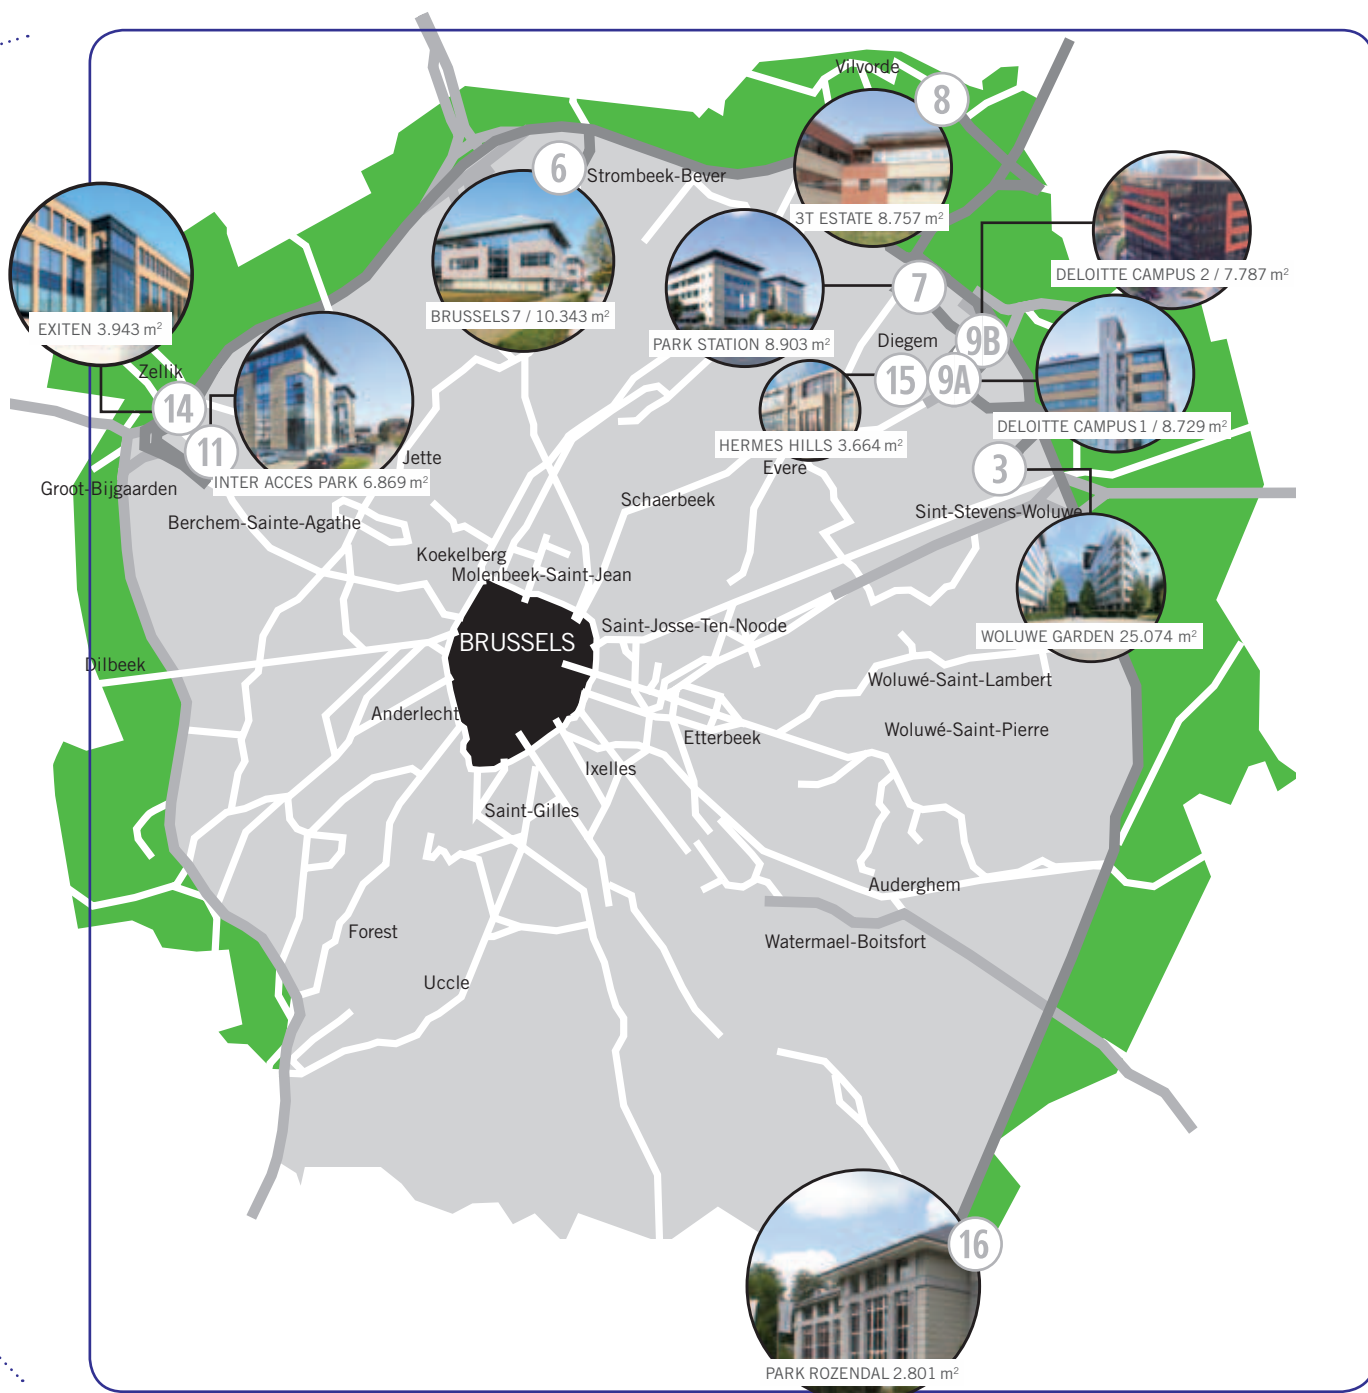 Vilvorde
8
6
Strombeek-Bever
3T ESTATE 8.757 m²
DELOITTE CAMPUS 2 / 7.787 m²
7
EXITEN 3.943 m²
BRUSSELS 7 / 10.343 m²
PARK STATION 8.903 m²
Diegem
9B
Zellik
15
9A
14
DELOITTE CAMPUS 1 / 8.729 m²
HERMES HILLS 3.664 m²
11
Jette
Evere
3
INTER ACCES PARK 6.869 m²
Groot-Bijgaarden
Schaerbeek
Sint-Stevens-Woluwe
Berchem-Sainte-Agathe
Koekelberg
Molenbeek-Saint-Jean
Saint-Josse-Ten-Noode
WOLUWE GARDEN 25.074 m²
BRUSSELS
Dilbeek
Woluwé-Saint-Lambert
Anderlecht
Woluwé-Saint-Pierre
Etterbeek
Ixelles
Saint-Gilles
Auderghem
Forest
Watermael-Boitsfort
Uccle
16
PARK ROZENDAL 2.801 m²